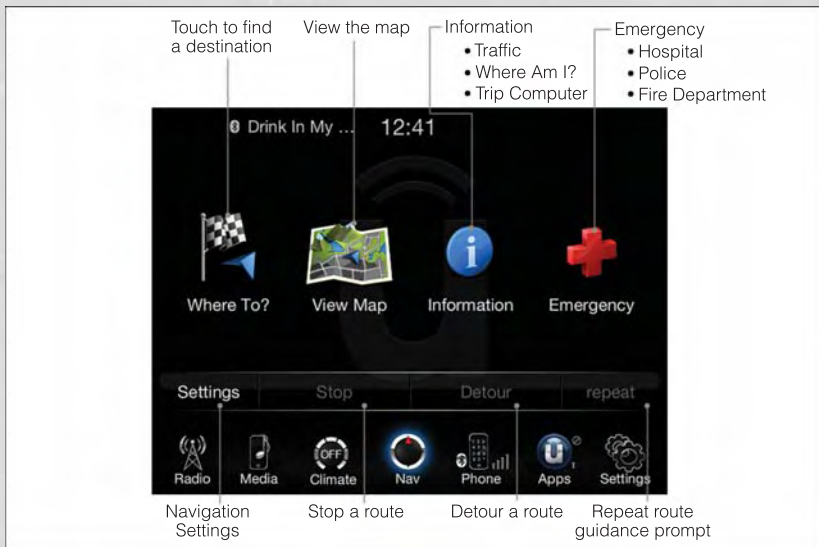 Touch to find
a destination
View the map
Information
• Traffic
• Where Am I?
• Trip Computer
Emergency
• Hospital
• Police
• Fire Department
Drink In My ... 12:41
Where To? View Map Information Emergency
Settings Stop Detour repeat
OFF
Radio Media Climate Nav Phone Apps Settings
Navigation
Settings
Stop a route
Detour a route
Repeat route
guidance prompt